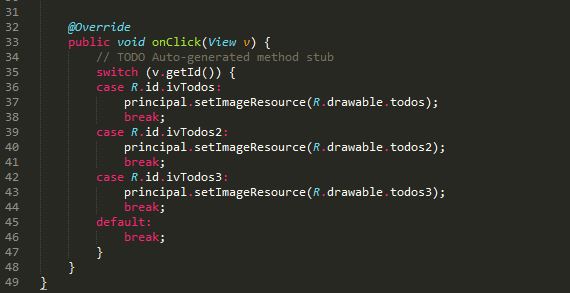 31
32 @Override
33 public void onClick(View v) {
34 // TODO Auto-generated method stub
35 switch (v.getId()) {
36 case R.id.ivTodos:
37 principal.setImageResource(R.drawable.todos);
38 break;
39 case R.id.ivTodos2:
40 principal.setImageResource(R.drawable.todos2);
41 break;
42 case R.id.ivTodos3:
43 principal.setImageResource(R.drawable.todos3);
44 break;
45 default:
46 break;
47 }
48 }
49 }